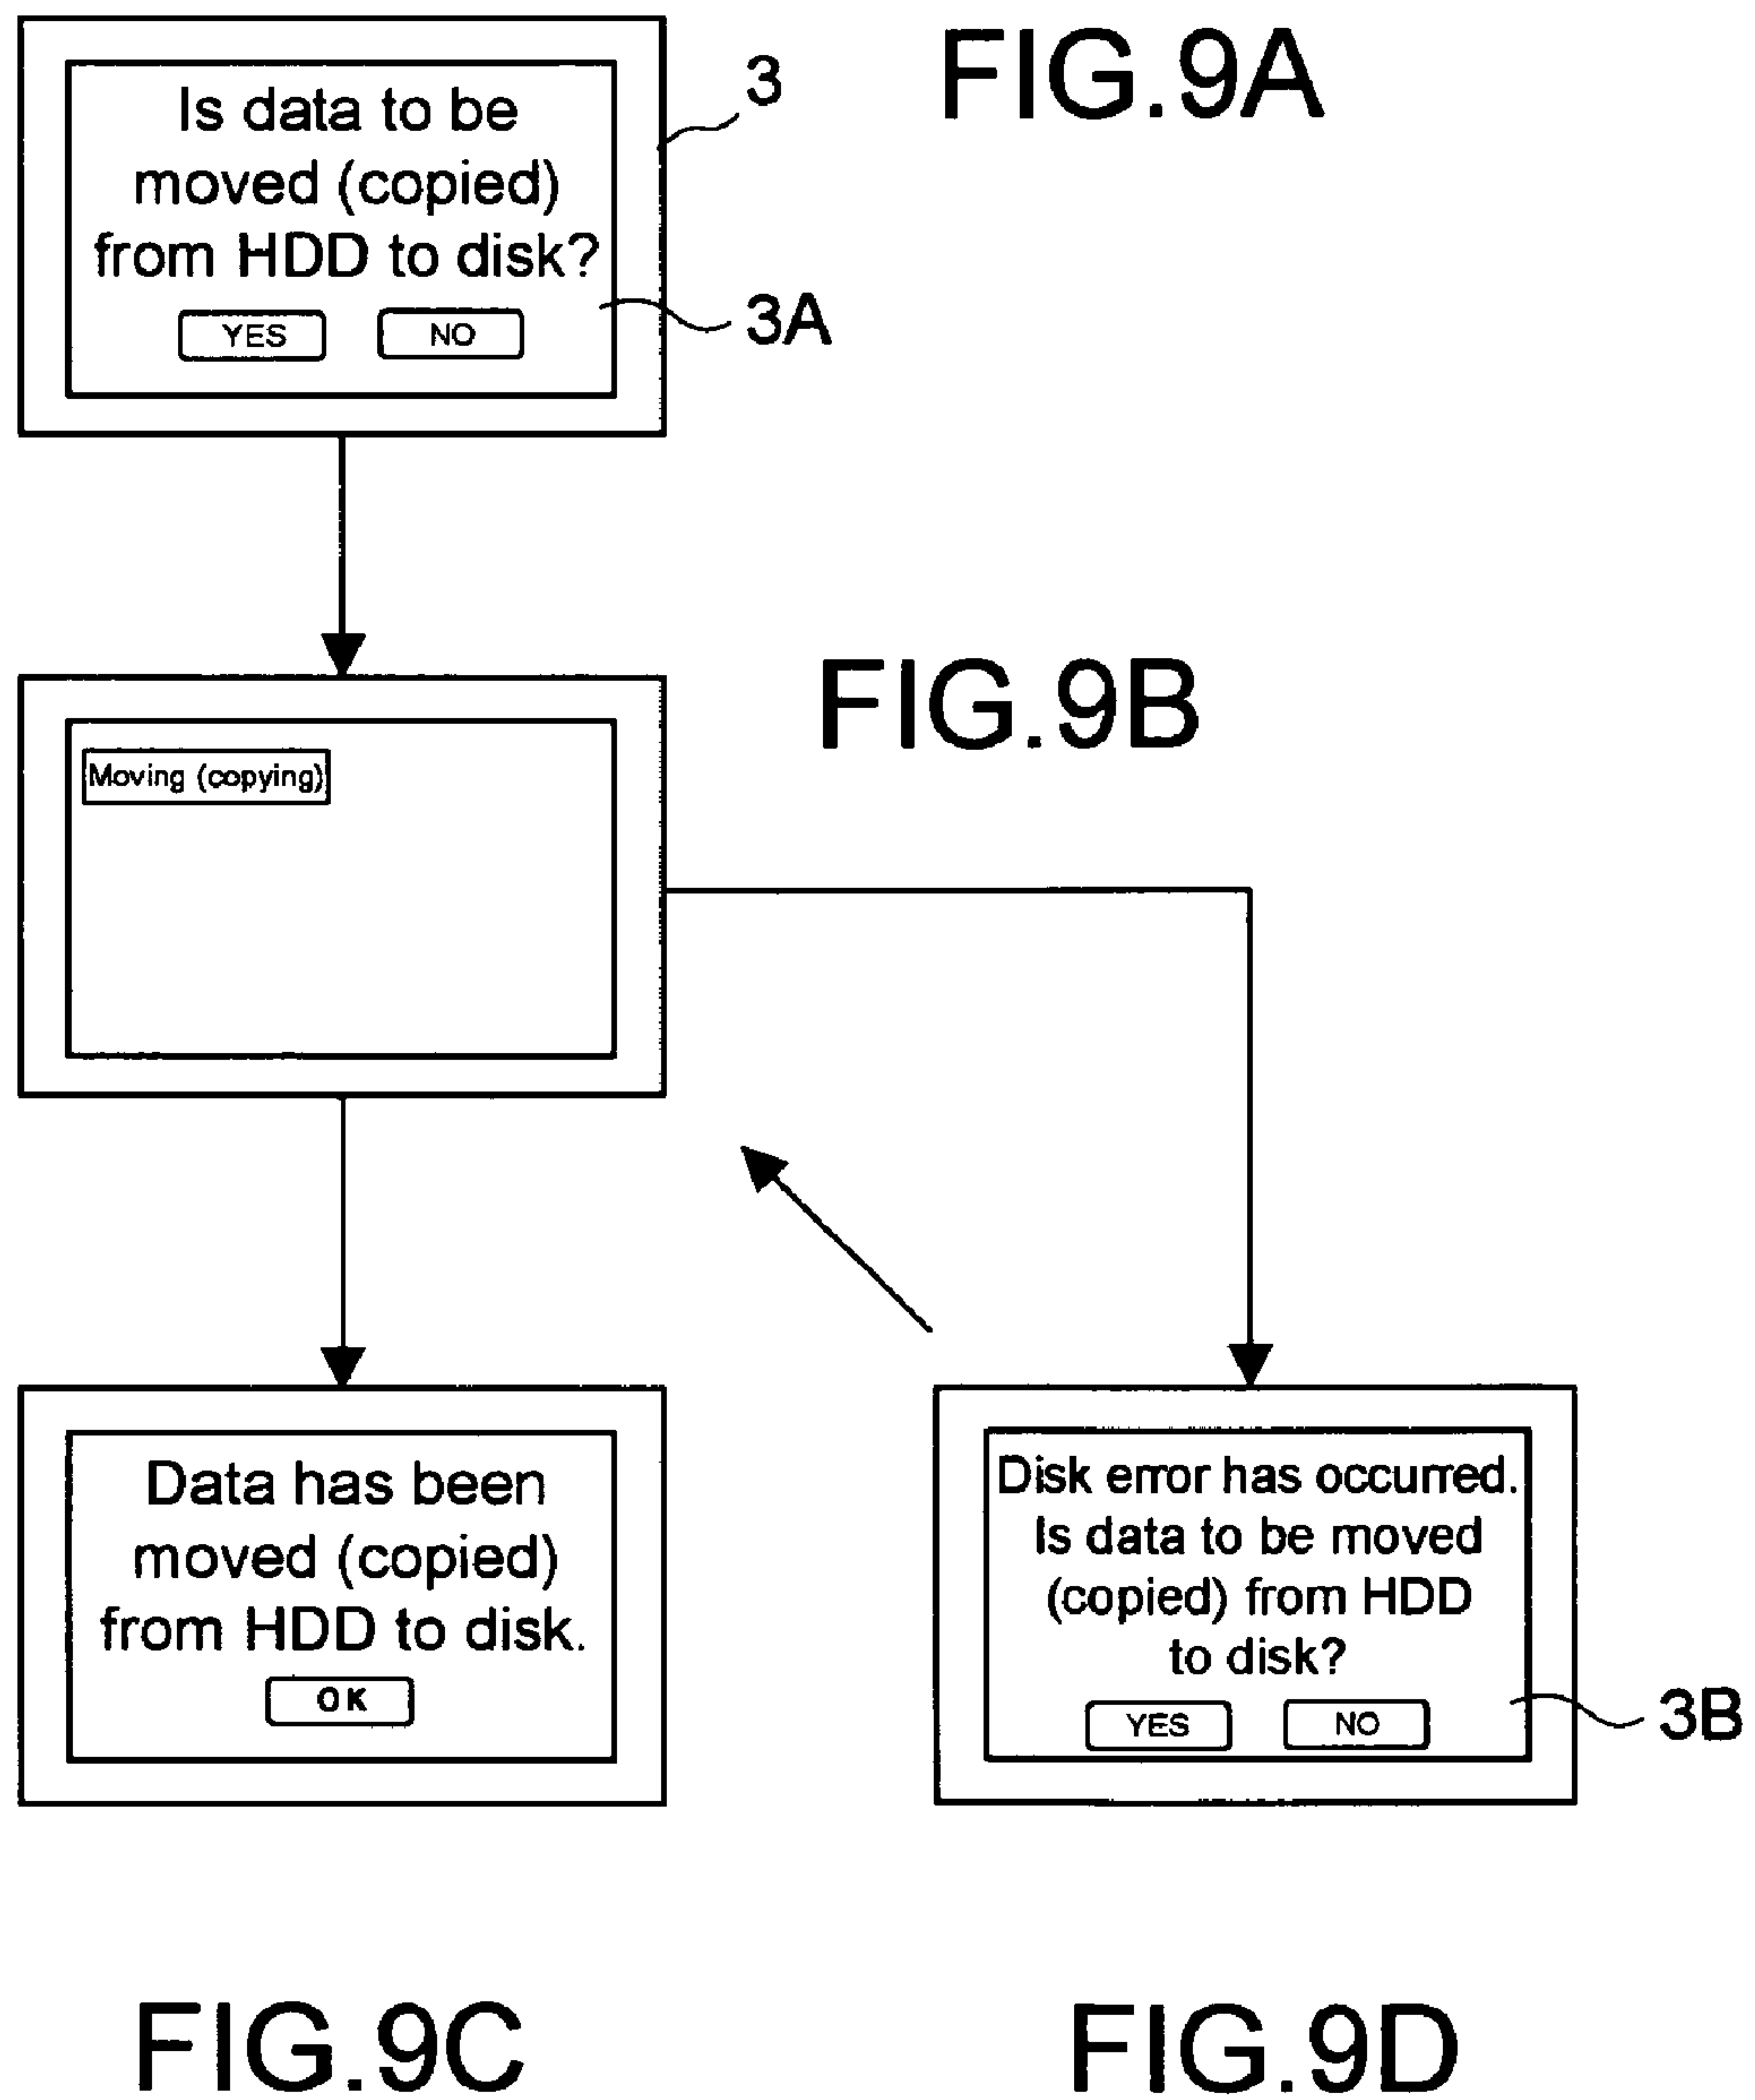 FIG.9A
3
Is data to be
moved (copied)
from HDD to disk?
YES NO
3A
FIG.9B
Moving (copying)
Data has been
moved (copied)
from HDD to disk.
OK
Disk error has occurred.
Is data to be moved
(copied) from HDD
to disk?
YES NO
3B
FIG.9C
FIG.9D